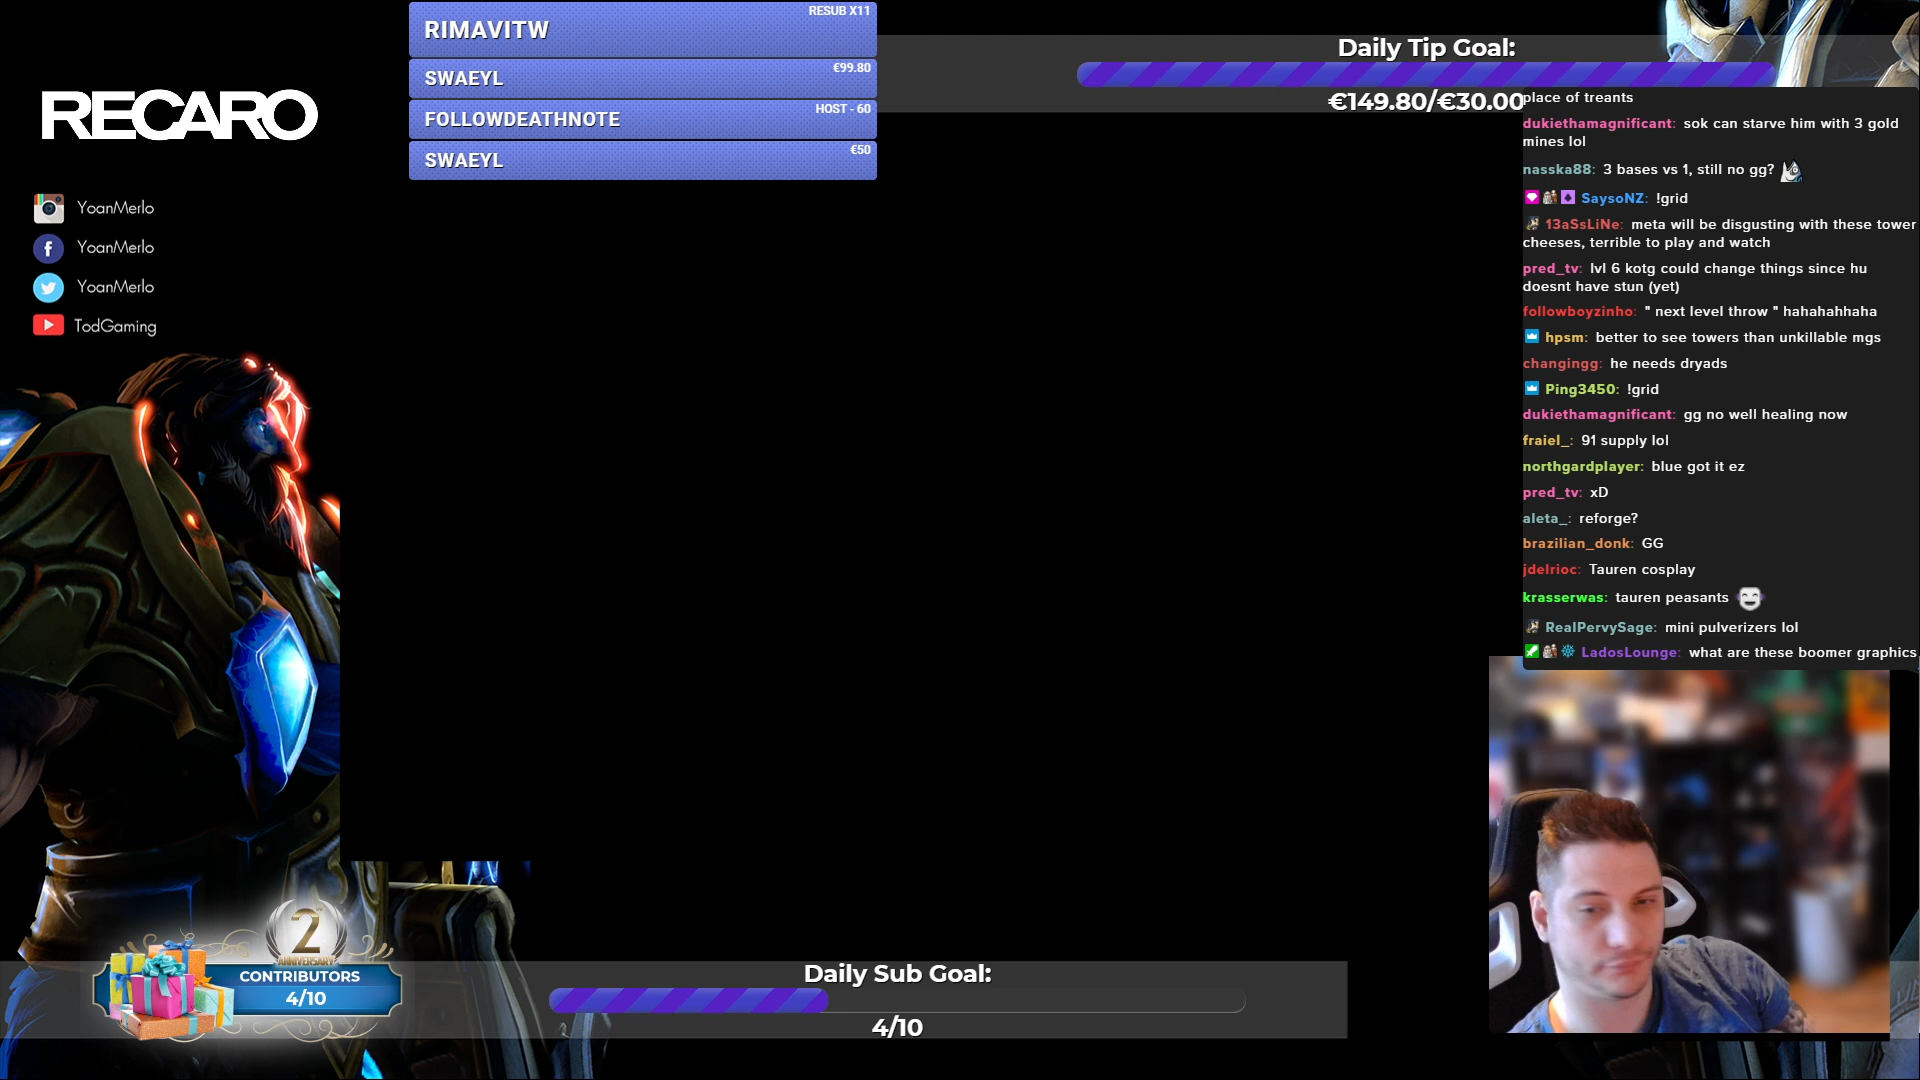 RECARO
YoanMerlo
YoanMerlo
YoanMerlo
TodGaming
RIMAVITW RESUB X11
SWAEYL €99.80
FOLLOWDEATHNOTE HOST - 60
SWAEYL €50
Daily Tip Goal:
€149.80/€30.00
place of treants
dukiethamagnificant: sok can starve him with 3 gold
mines lol
nasska88: 3 bases vs 1, still no gg?
SaysoNZ: !grid
13aSsLiNe: meta will be disgusting with these tower
cheeses, terrible to play and watch
pred_tv: lvl 6 kotg could change things since hu
doesnt have stun (yet)
followboyzinho: " next level throw " hahahahhaha
hpsm: better to see towers than unkillable mgs
changingg: he needs dryads
Ping3450: !grid
dukiethamagnificant: gg no well healing now
fraiel_: 91 supply lol
northgardplayer: blue got it ez
pred_tv: xD
aleta_: reforge?
brazilian_donk: GG
jdelrioc: Tauren cosplay
krasserwas: tauren peasants
RealPervySage: mini pulverizers lol
LadosLounge: what are these boomer graphics
2
ANNIVERSARY
CONTRIBUTORS
4/10
Daily Sub Goal:
4/10